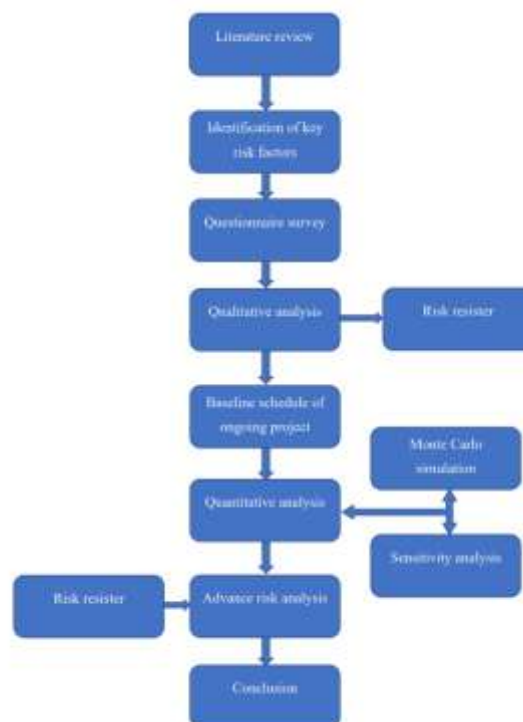 Literature review
Identification of key
risk factors
Questionnaire survey
Qualitative analysis
Risk resister
Baseline schedule of
ongoing project
Monte Carlo
simulation
Quantitative analysis
Sensitivity analysis
Risk resister
Advance risk analysis
Conclusion